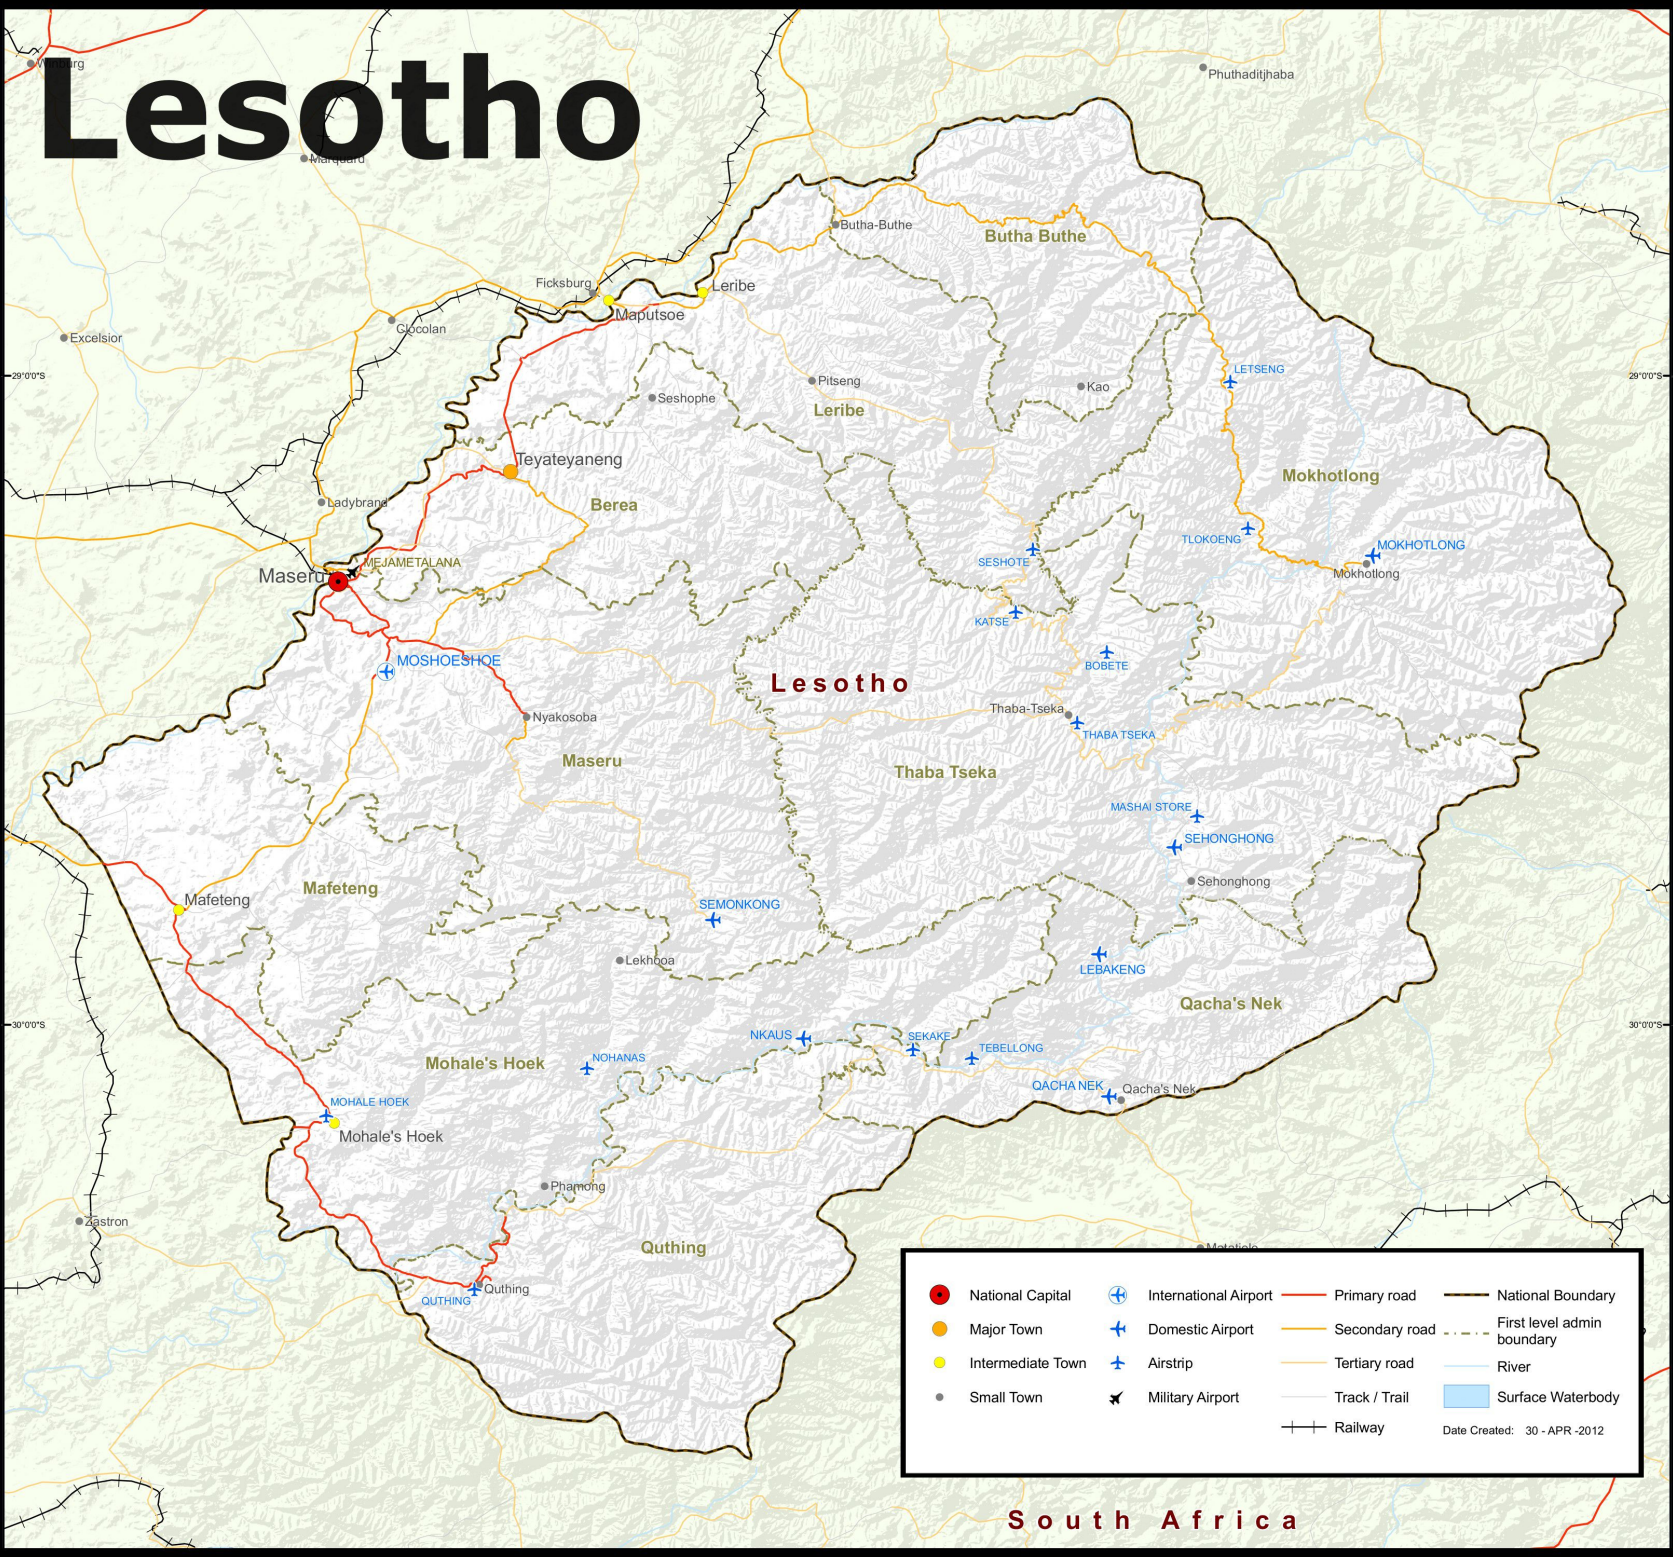 Lesotho
Winburg
Marquard
Phuthaditjhaba
Butha-Buthe
Butha Buthe
Ficksburg
Leribe
Maputsoe
Clocolan
Excelsior
29°0'0"S
29°0'0"S
LETSENG
Pitseng
Kao
Seshophe
Leribe
Teyateyaneng
Mokhotlong
Ladybrand
Berea
TLOKOENG
MOKHOTLONG
SESHOTE
MEJAMETALANA
Maseru
Mokhotlong
KATSE
MOSHOESHOE
BOBETE
Lesotho
Thaba-Tseka
Nyakosoba
THABA TSEKA
Maseru
Thaba Tseka
MASHAI STORE
SEHONGHONG
Sehonghong
Mafeteng
Mafeteng
SEMONKONG
Lekhooa
LEBAKENG
Qacha's Nek
30°0'0"S
30°0'0"S
NKAUS
SEKAKE
TEBELLONG
Mohale's Hoek
NOHANAS
QACHA NEK
Qacha's Nek
MOHALE HOEK
Mohale's Hoek
Phamong
Zastron
Quthing
Matatiele
Quthing
QUTHING
National Capital
Major Town
Intermediate Town
Small Town
International Airport
Domestic Airport
Airstrip
Military Airport
Primary road
Secondary road
Tertiary road
Track / Trail
Railway
National Boundary
First level admin
boundary
River
Surface Waterbody
Date Created: 30 - APR -2012
South Africa